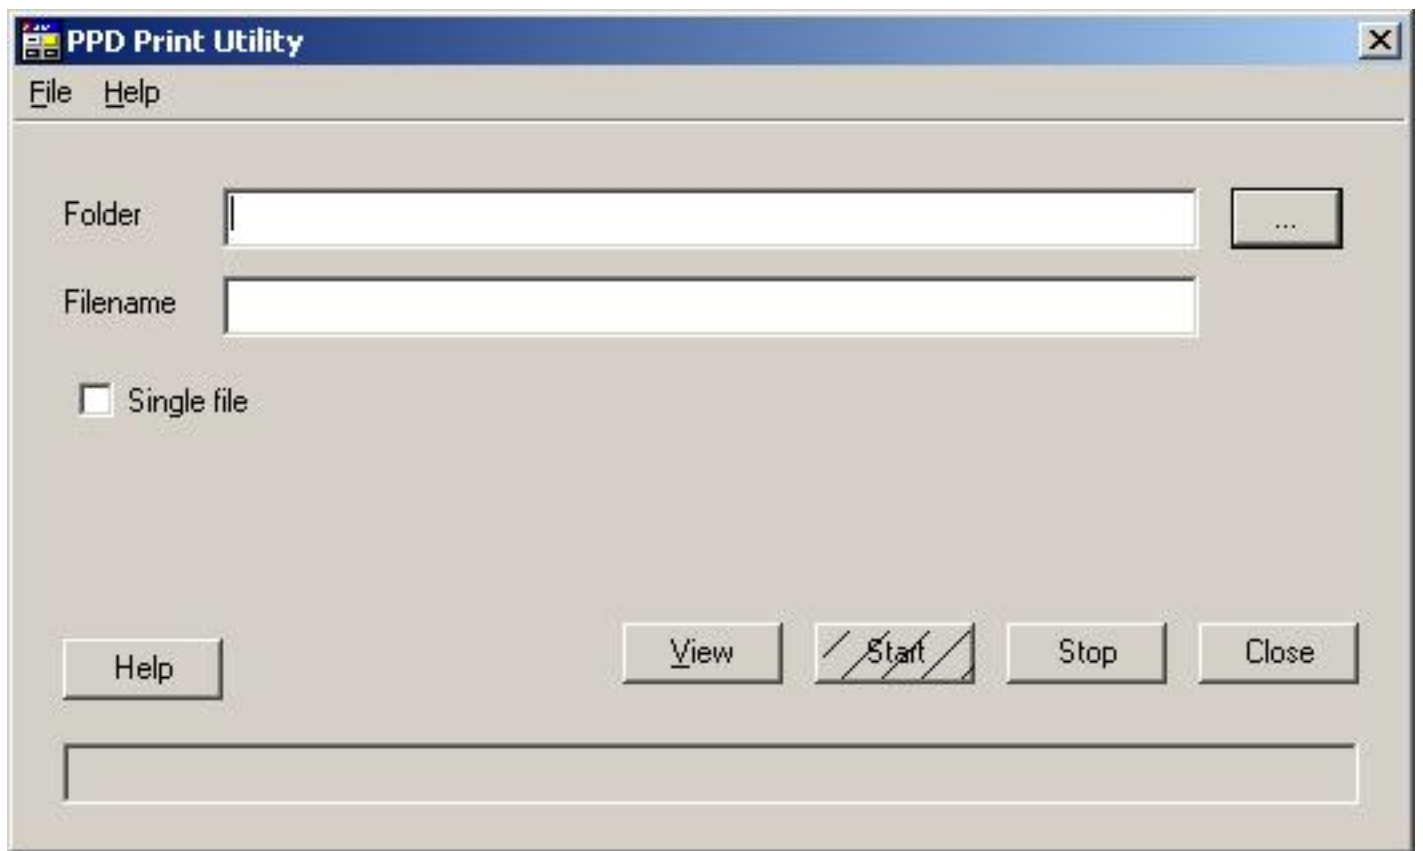 PPD Print Utility
File Help
Folder
...
Filename
Single file
View Start Stop Close
Help